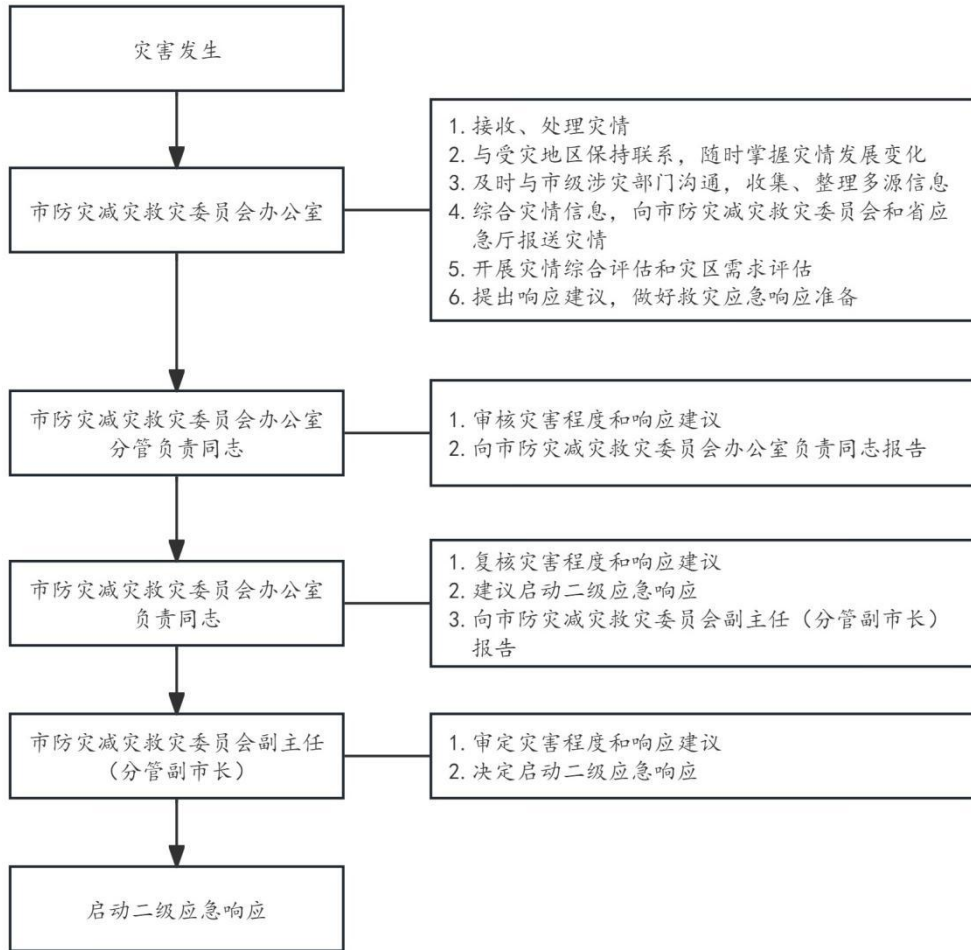 灾害发生
市防灾减灾救灾委员会办公室
1. 接收、处理灾情
2. 与受灾地区保持联系，随时掌握灾情发展变化
3. 及时与市级涉灾部门沟通，收集、整理多源信息
4. 综合灾情信息，向市防灾减灾救灾委员会和省应
急厅报送灾情
5. 开展灾情综合评估和灾区需求评估
6. 提出响应建议，做好救灾应急响应准备
市防灾减灾救灾委员会办公室
分管负责同志
1. 审核灾害程度和响应建议
2. 向市防灾减灾救灾委员会办公室负责同志报告
市防灾减灾救灾委员会办公室
负责同志
1. 复核灾害程度和响应建议
2. 建议启动二级应急响应
3. 向市防灾减灾救灾委员会副主任（分管副市长）
报告
市防灾减灾救灾委员会副主任
（分管副市长）
1. 审定灾害程度和响应建议
2. 决定启动二级应急响应
启动二级应急响应